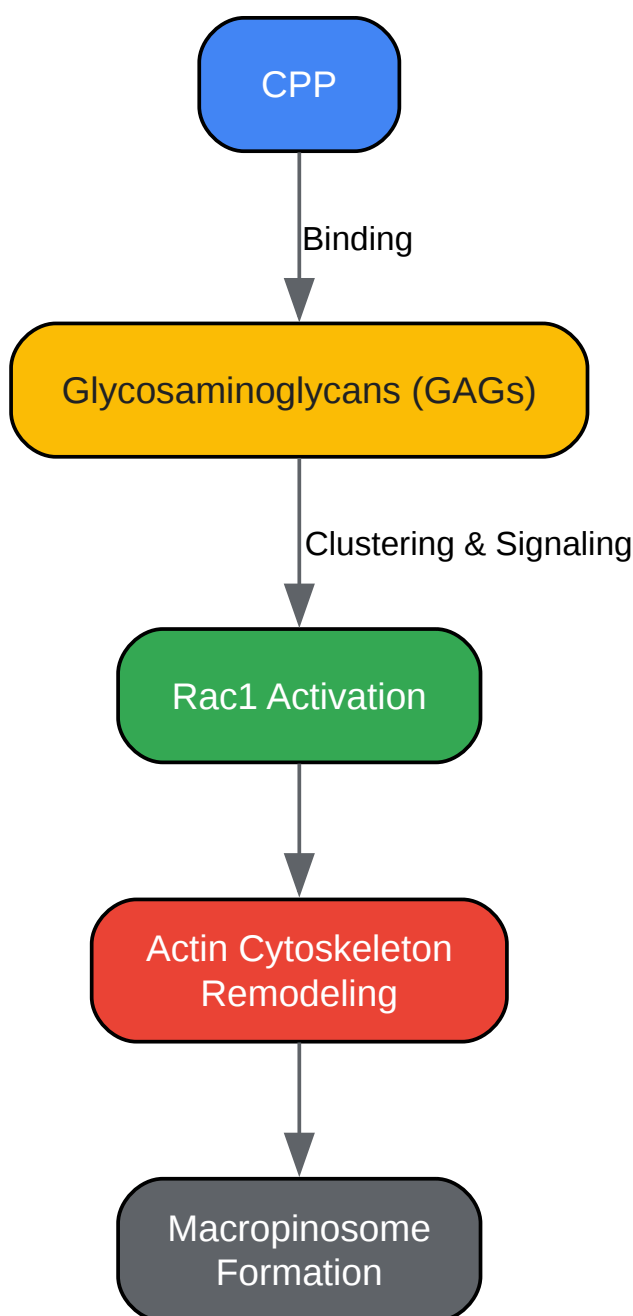 CPP
Binding
Glycosaminoglycans (GAGs)
Clustering & Signaling
Rac1 Activation
Actin Cytoskeleton
Remodeling
Macropinosome
Formation